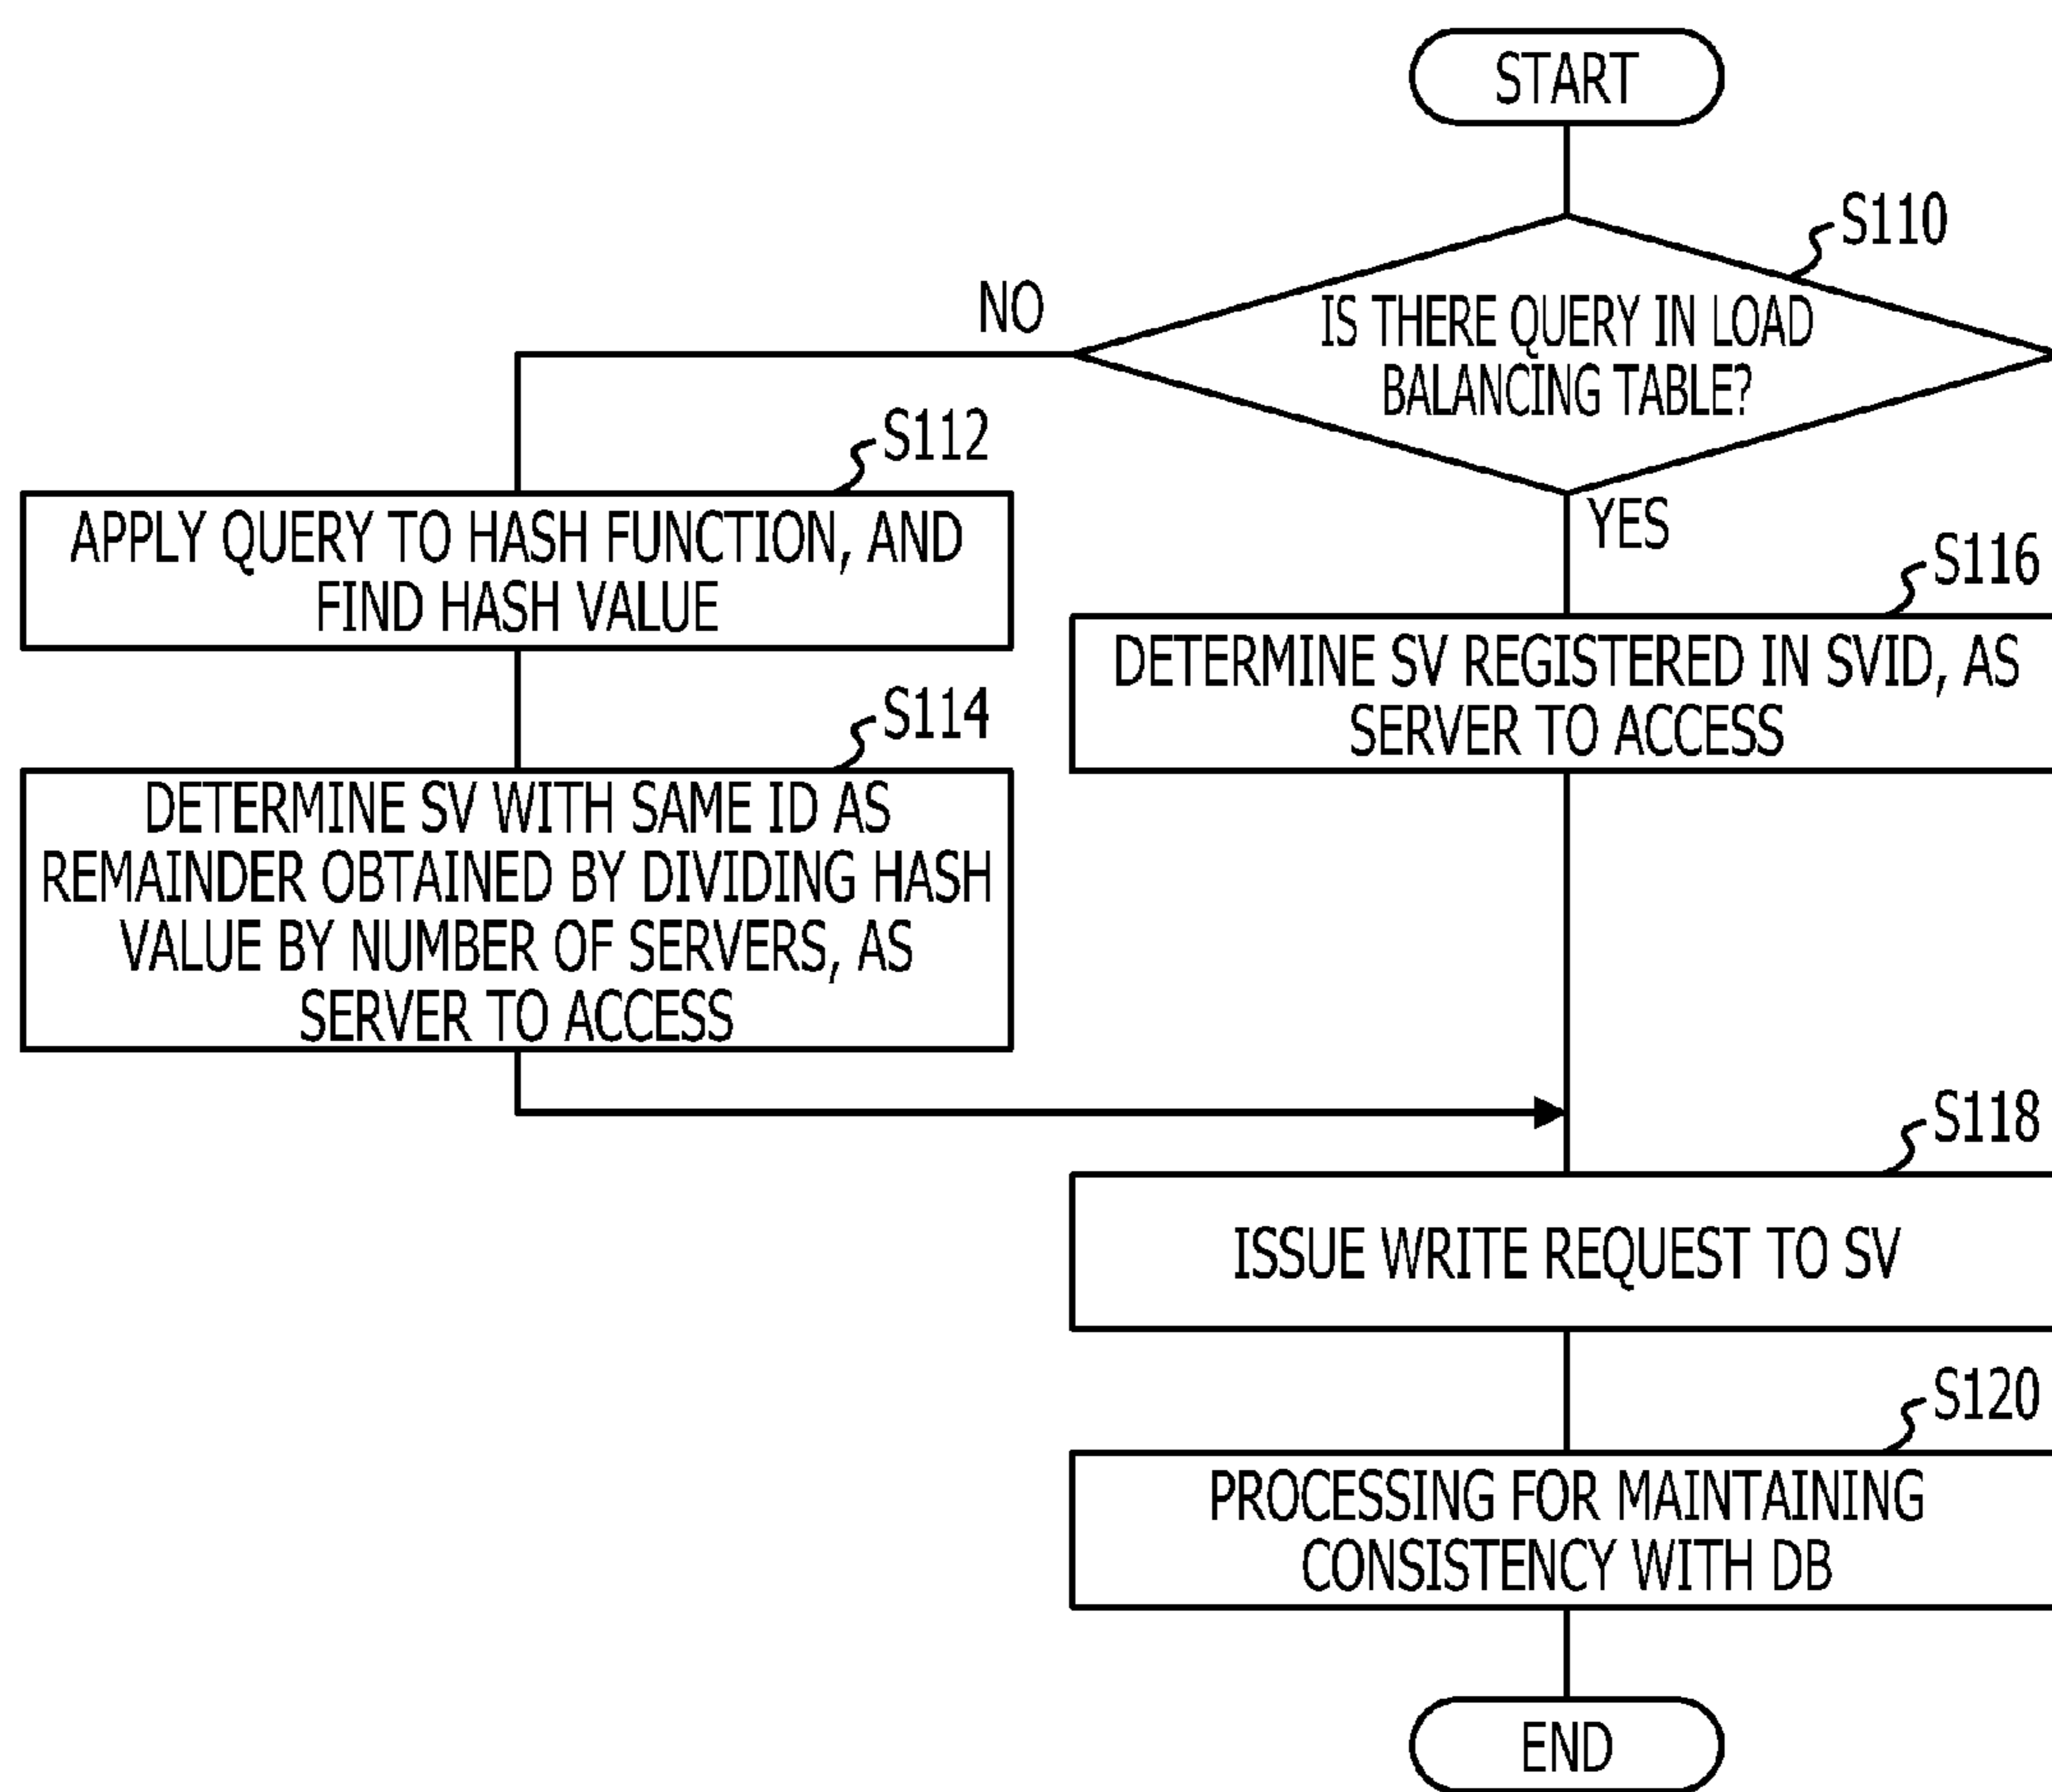 START
S110
IS THERE QUERY IN LOAD
BALANCING TABLE?
NO
YES
S112
APPLY QUERY TO HASH FUNCTION, AND
FIND HASH VALUE
S114
DETERMINE SV WITH SAME ID AS
REMAINDER OBTAINED BY DIVIDING HASH
VALUE BY NUMBER OF SERVERS, AS
SERVER TO ACCESS
S116
DETERMINE SV REGISTERED IN SVID, AS
SERVER TO ACCESS
S118
ISSUE WRITE REQUEST TO SV
S120
PROCESSING FOR MAINTAINING
CONSISTENCY WITH DB
END